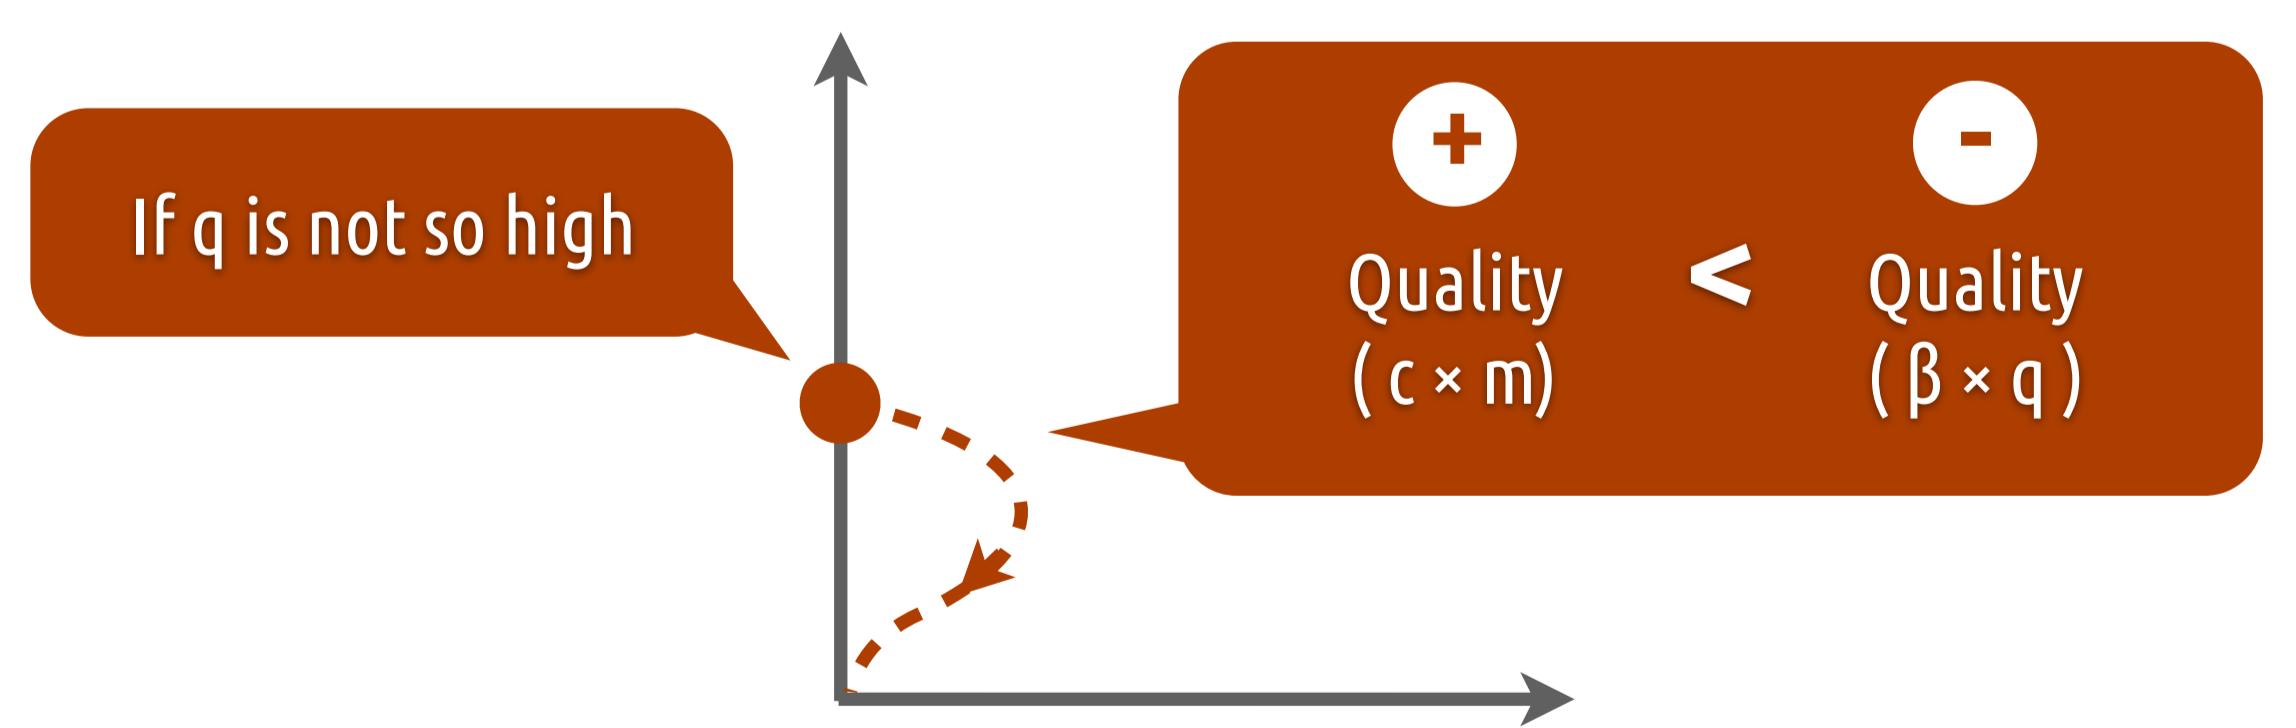 If q is not so high
+
-
Quality < Quality
( c × m) ( β × q )